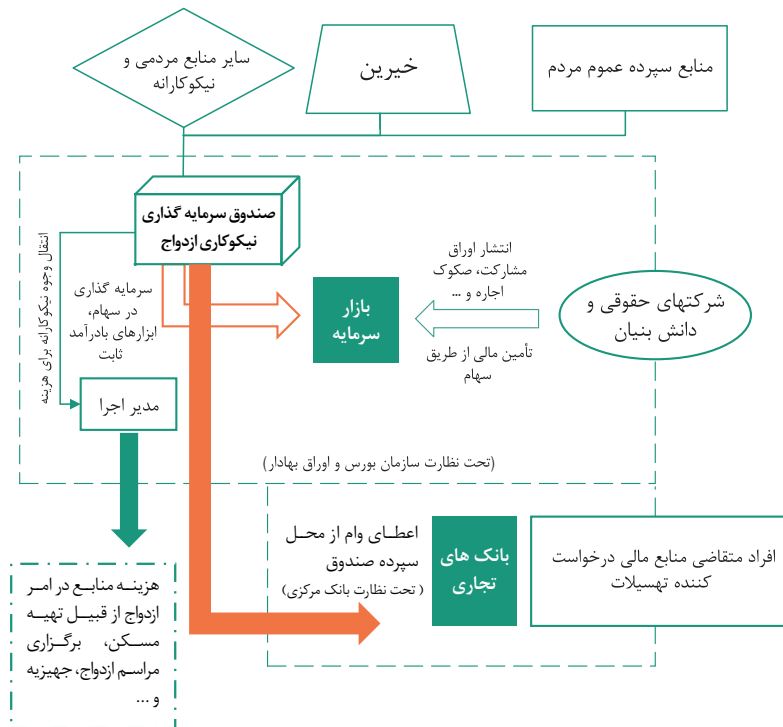 منابع سپرده عموم مردم
خیرین
سایر منابع مردمی و
نیکوکارانه
صندوق سرمایه گذاری
نیکوکاری ازدواج
انتقال وجوه نیکوکارانه برای هزینه
سرمایه گذاری
در سهام،
ابزارهای بادرآمد
ثابت
بازار
سرمایه
انتشار اوراق
مشارکت، صکوک
اجاره و ...
تأمین مالی از طریق
سهام
شرکتهای حقوقی و
دانش بنیان
مدیر اجرا
(تحت نظارت سازمان بورس و اوراق بهادار)
افراد متقاضی منابع مالی درخواست
کننده تهسیلات
بانک های
تجاری
اعطای وام از محل
سپرده صندوق
(تحت نظارت بانک مرکزی )
هزینه منابع در امر
ازدواج از قبیل تهیه
مسکن، برگزاری
مراسم ازدواج، جهیزیه
و ...